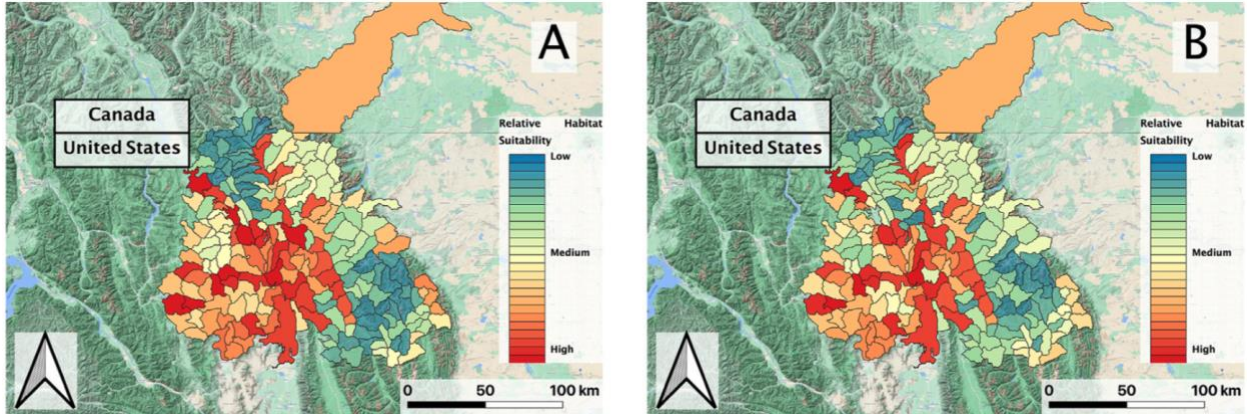 A
Canada
United States
Relative Habitat
Suitability
Low
Medium
High
0 50 100 km
B
Canada
United States
Relative Habitat
Suitability
Low
Medium
High
0 50 100 km